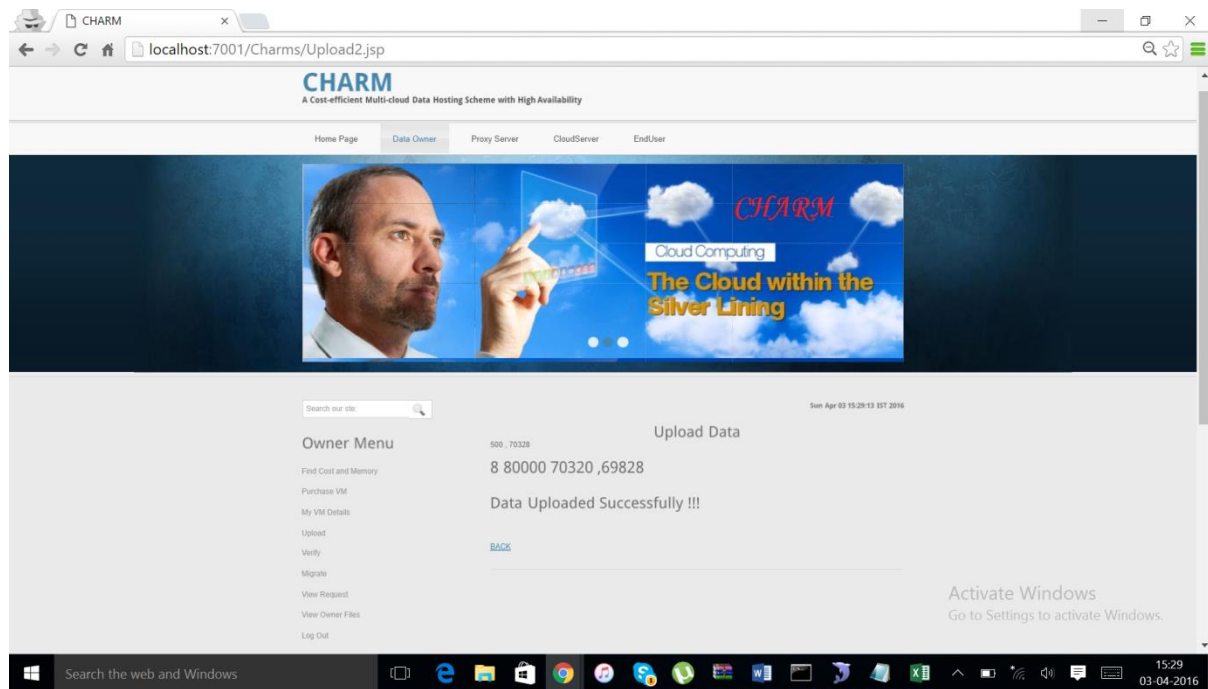 CHARM
localhost:7001/Charms/Upload2.jsp
CHARM
A Cost-efficient Multi-cloud Data Hosting Scheme with High Availability
Home Page Data Owner Proxy Server CloudServer EndUser
CHARM
Cloud Computing
The Cloud within the
Silver Lining
Search our site:
Sun Apr 03 15:29:13 IST 2016
Owner Menu
Find Cost and Memory
Purchase VM
My VM Details
Upload
Verify
Migrate
View Request
View Owner Files
Log Out
Upload Data
500 , 70328
8 80000 70320 ,69828
Data Uploaded Successfully !!!
BACK
Activate Windows
Go to Settings to activate Windows.
Search the web and Windows
15:29
03-04-2016